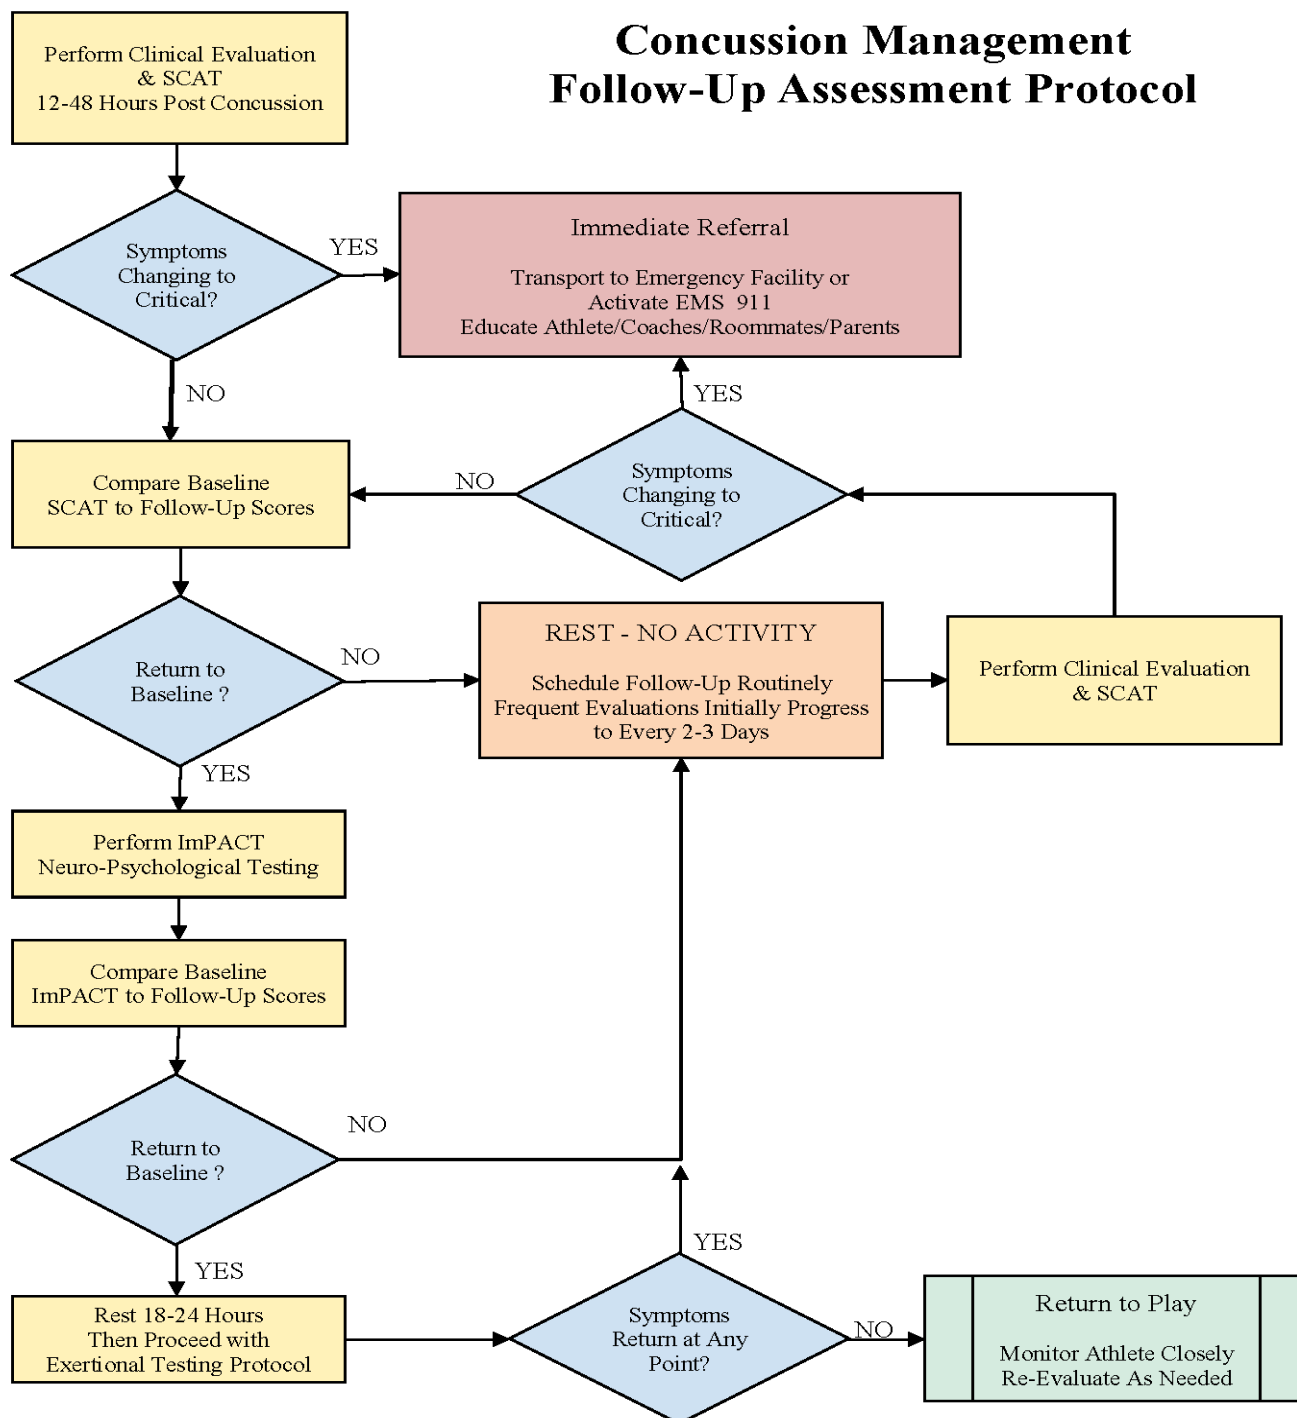 Concussion Management
Follow-Up Assessment Protocol
Perform Clinical Evaluation
& SCAT
12-48 Hours Post Concussion
Symptoms
Changing to
Critical?
YES
Immediate Referral
Transport to Emergency Facility or
Activate EMS 911
Educate Athlete/Coaches/Roommates/Parents
NO
YES
Compare Baseline
SCAT to Follow-Up Scores
NO
Symptoms
Changing to
Critical?
Return to
Baseline ?
NO
REST - NO ACTIVITY
Schedule Follow-Up Routinely
Frequent Evaluations Initially Progress
to Every 2-3 Days
Perform Clinical Evaluation
& SCAT
YES
Perform ImPACT
Neuro-Psychological Testing
Compare Baseline
ImPACT to Follow-Up Scores
Return to
Baseline ?
NO
YES
Rest 18-24 Hours
Then Proceed with
Exertional Testing Protocol
YES
Symptoms
Return at Any
Point?
NO
Return to Play
Monitor Athlete Closely
Re-Evaluate As Needed